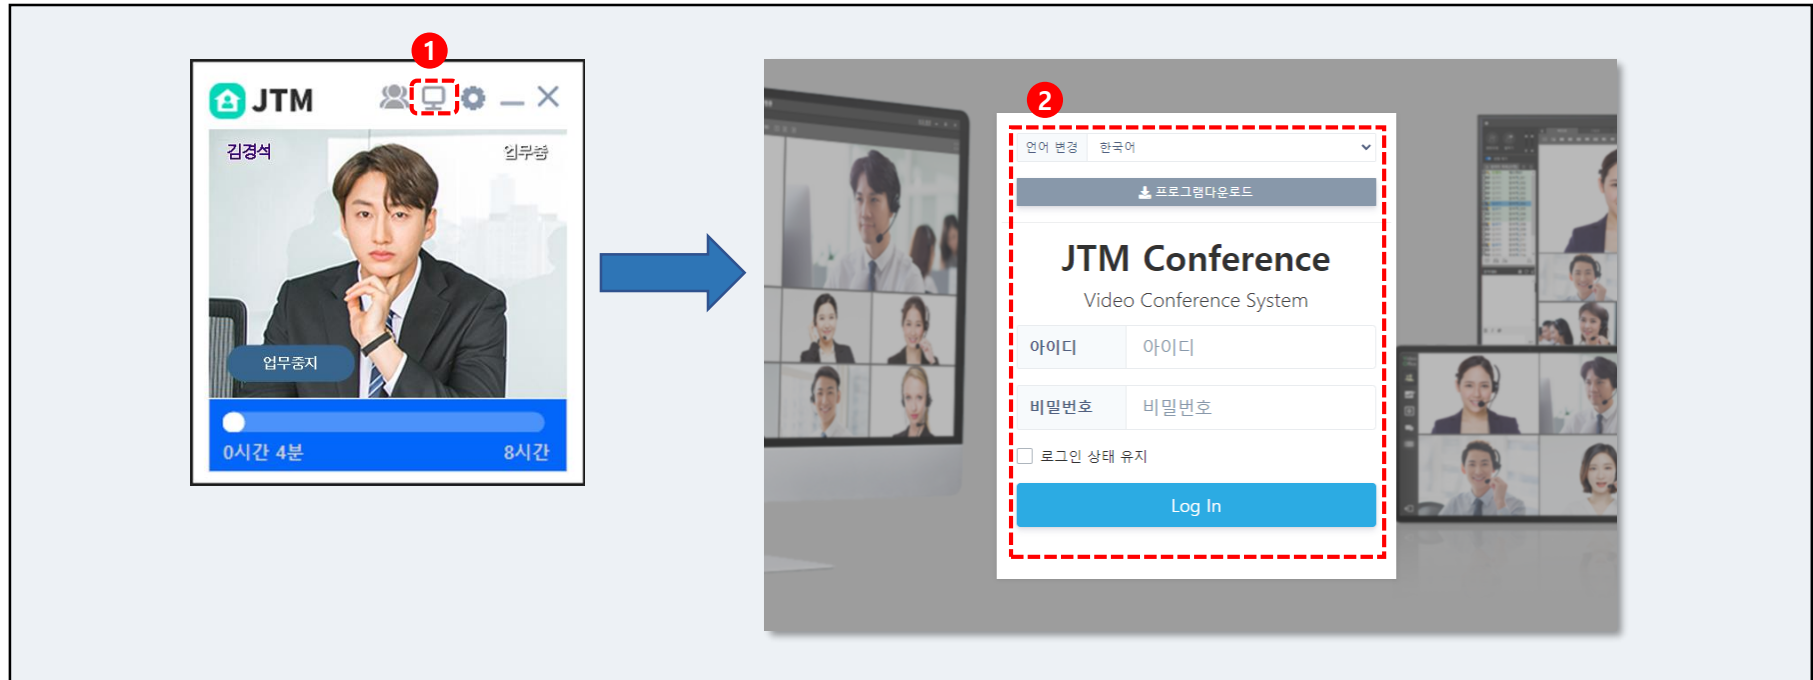 1
JTM
김경석
업무중
업무중지
0시간 4분
8시간
2
언어 변경
한국어
프로그램다운로드
JTM Conference
Video Conference System
아이디
아이디
비밀번호
비밀번호
로그인 상태 유지
Log In